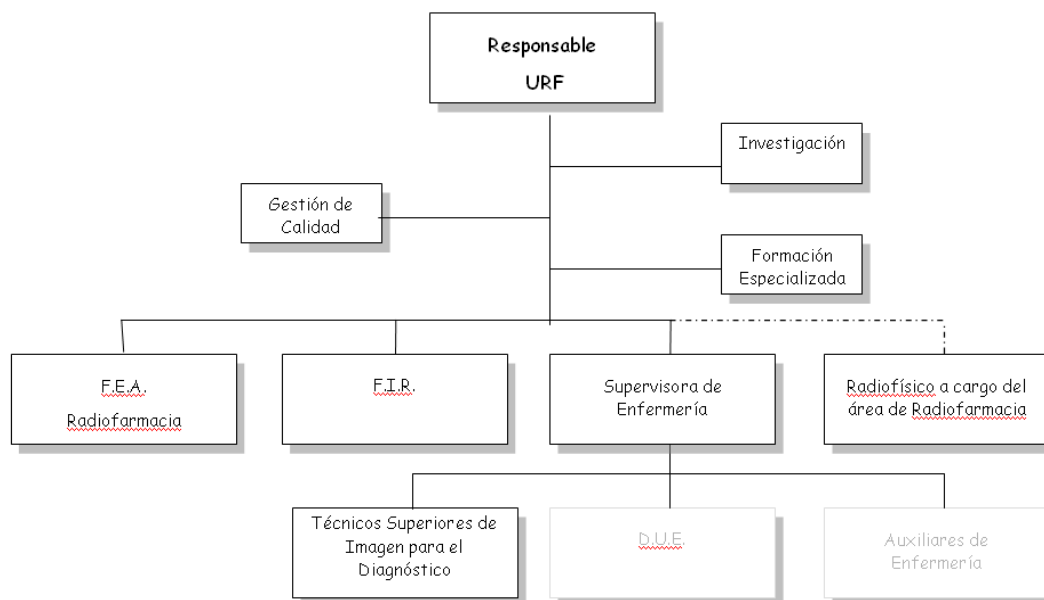 Responsable
URF
Investigación
Gestión de
Calidad
Formación
Especializada
F.E.A.
Radiofarmacia
F.I.R.
Supervisora de
Enfermería
Radiofísico a cargo del
área de Radiofarmacia
Técnicos Superiores de
Imagen para el
Diagnóstico
D.U.E.
Auxiliares de
Enfermería